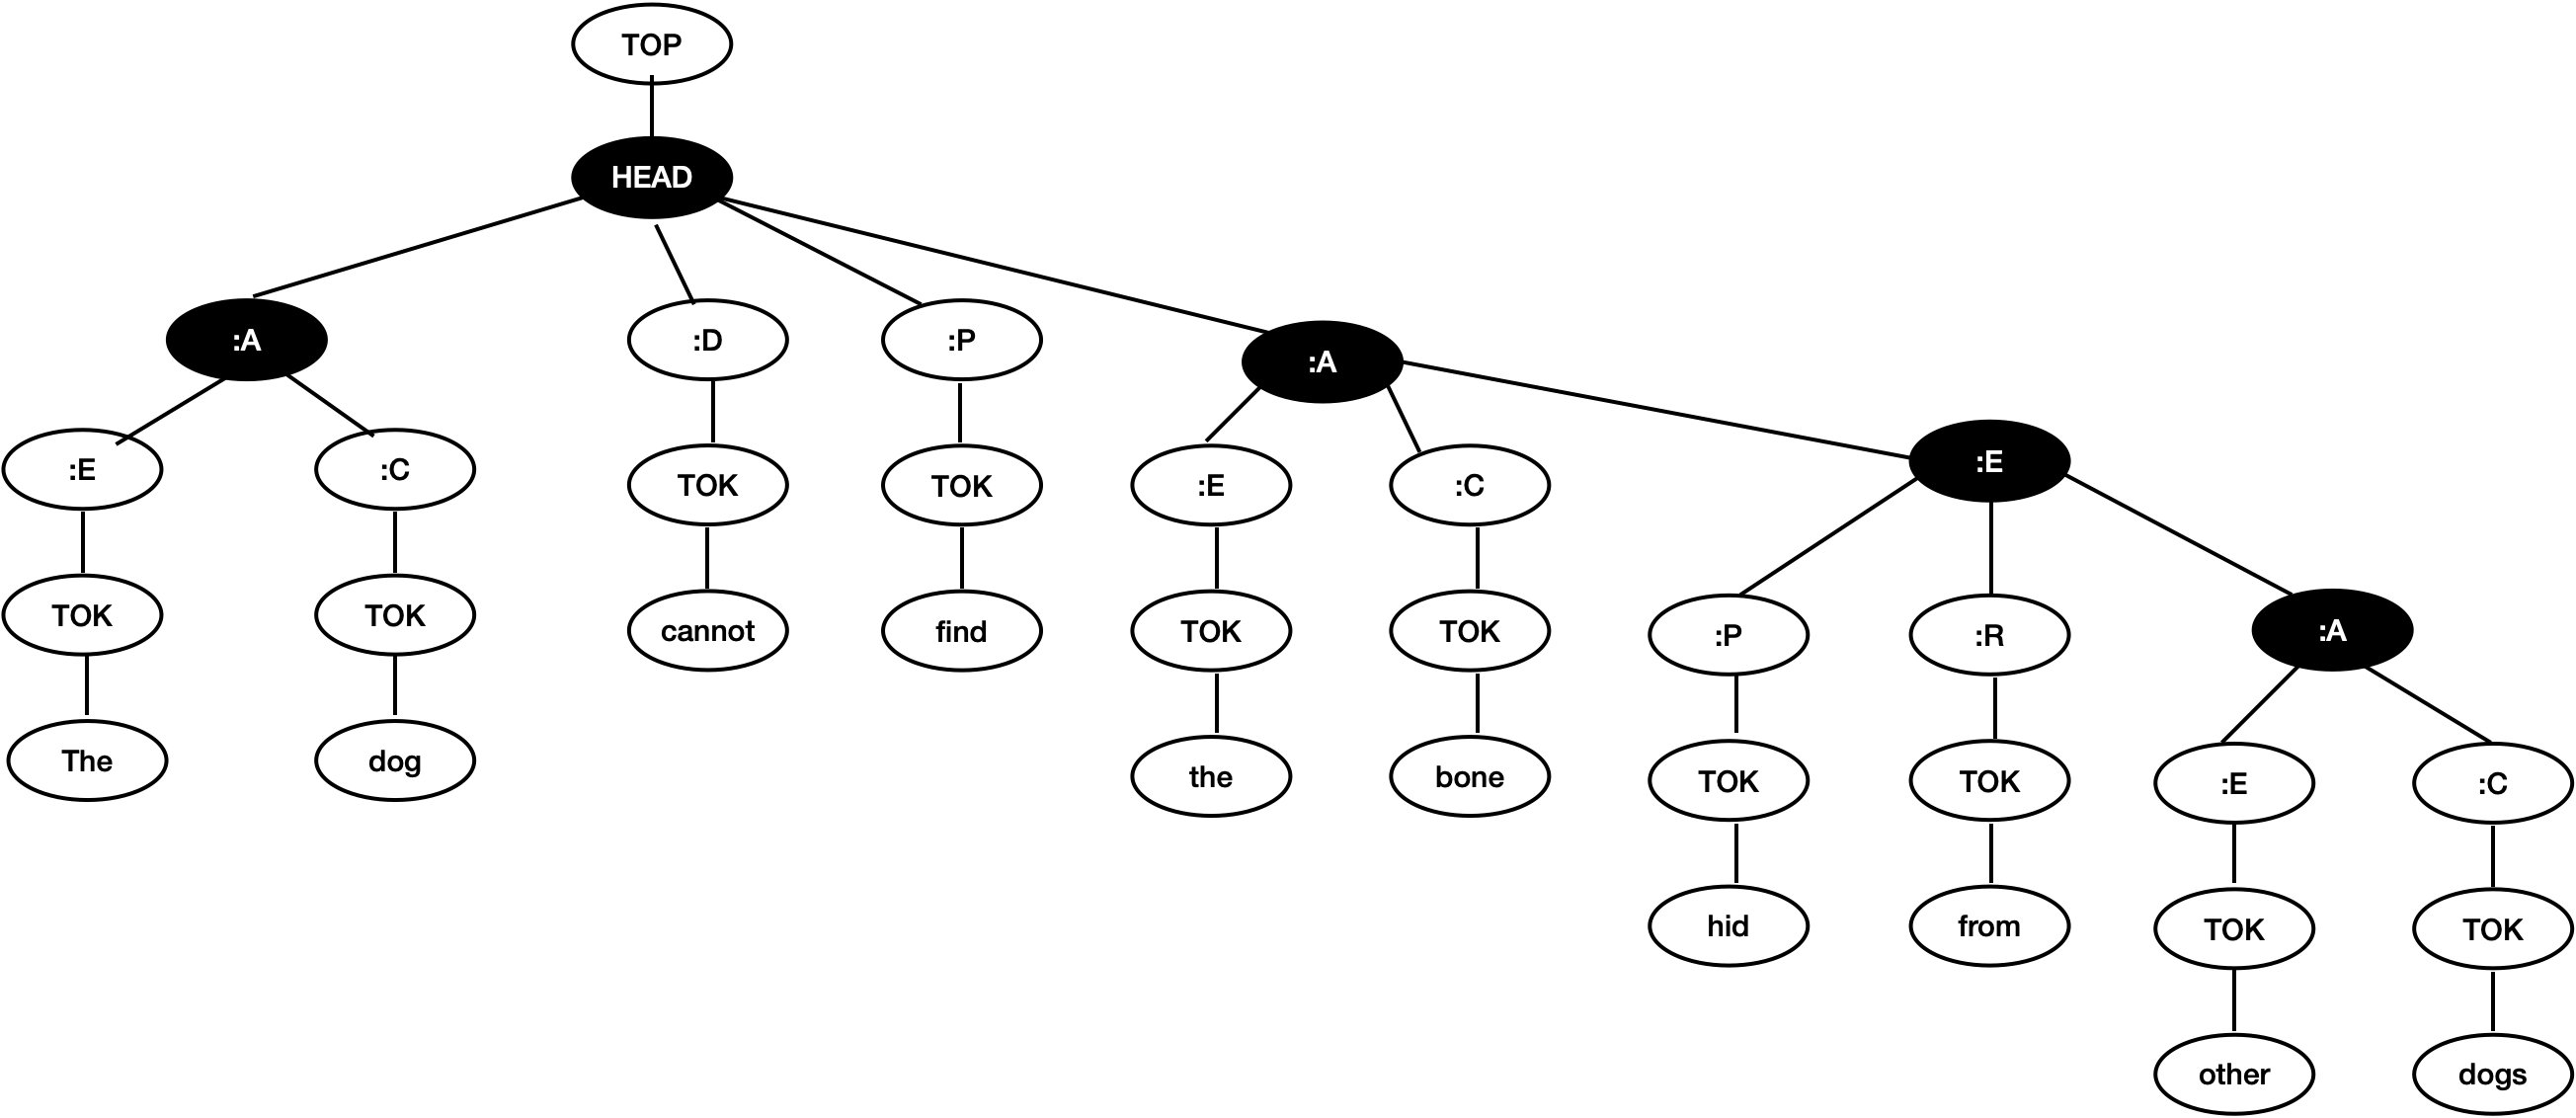 TOP
HEAD
:A :D :P :A
:E :C TOK TOK :E :C :E
TOK TOK cannot find TOK TOK :P :R :A
The dog the bone TOK TOK :E :C
hid from TOK TOK
other dogs